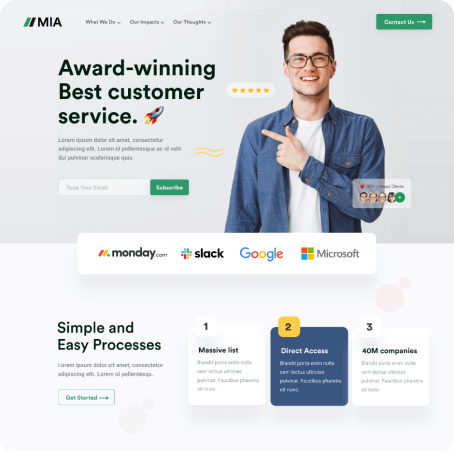 MIA
What We Do
Our Impacts
Our Thoughts
Contact Us
Award-winning
Best customer
service. 🚀
Lorem ipsum dolor sit amet, consectetur
adipiscing elit. Lorem id pellentesque ac id velit
dui pulvinar scelerisque quis.
Type Your Email
Subscribe
Happy Clients
monday.com
slack
Google
Microsoft
Simple and
Easy Processes
Lorem ipsum dolor sit amet, consectetur
adipiscing elit. Lorem id pellentesqu.
Get Started
1
Massive list
Blandit porta enim nulla
sem lectus ultrices
pulvinar. Faucibus pharetra
sit nunc.
2
Direct Access
Blandit porta enim nulla
sem lectus ultrices
pulvinar. Faucibus pharetra
sit nunc.
3
40M companies
Blandit porta enim nulla
sem lectus ultrices
pulvinar. Faucibus pharetra
sit nunc.